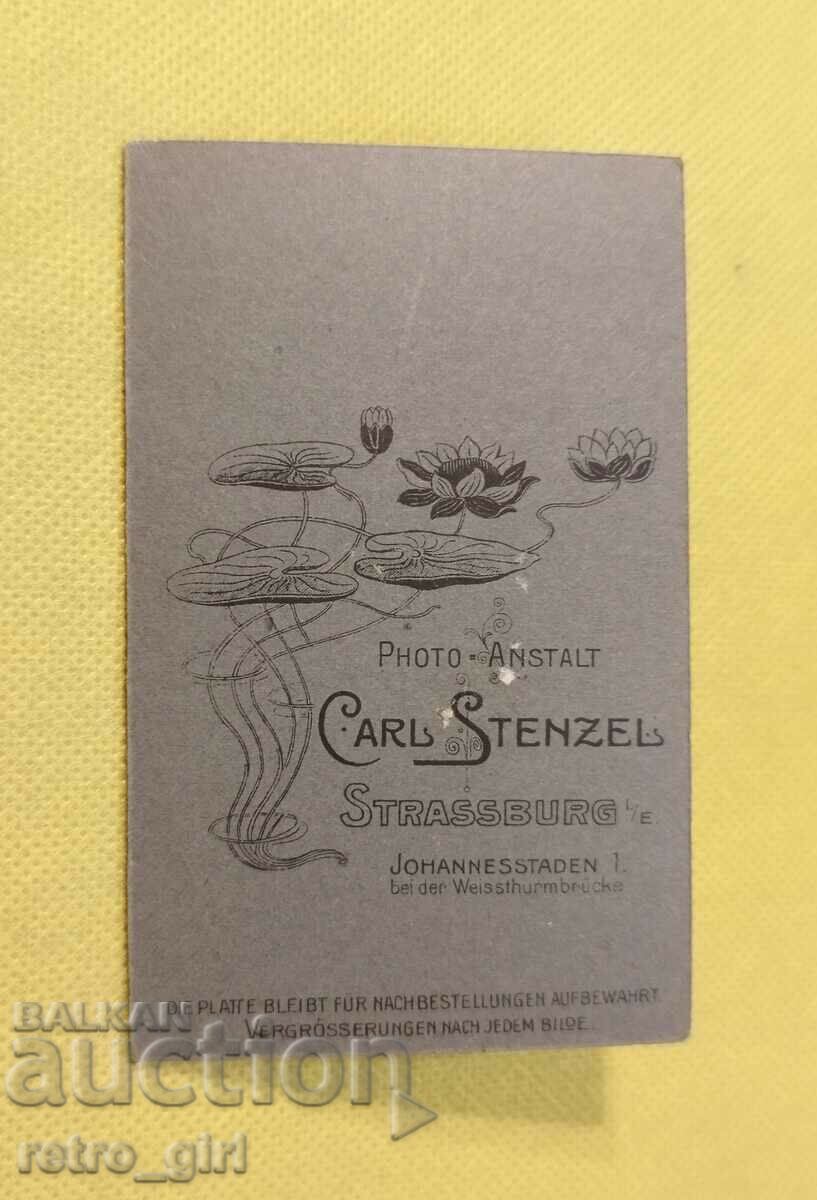 PHOTO=ANSTALT
CARL STENZEL
STRASSBURG I/E.
JOHANNESSTADEN 1.
bei der Weissthurmbrücke
DIE PLATTE BLEIBT FÜR NACHBESTELLUNGEN AUFBEWAHRT.
VERGRÖSSERUNGEN NACH JEDEM BILDE.
BALKAN
auction
retro_girl